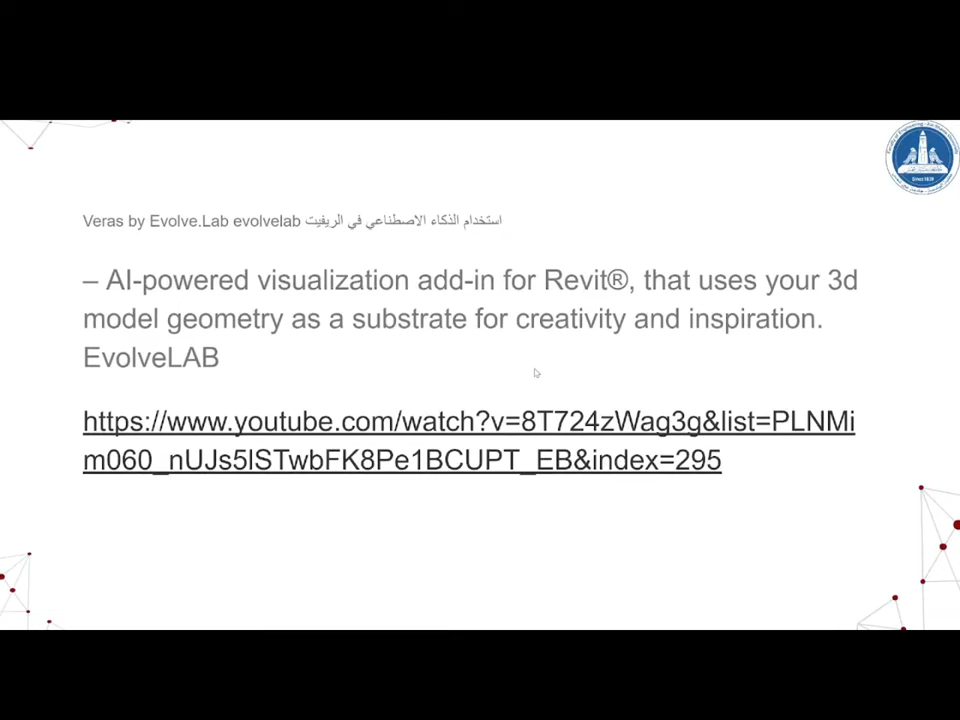 Veras by Evolve.Lab evolvelab استخدام الذكاء الاصطناعي في الريفيت
– AI-powered visualization add-in for Revit®, that uses your 3d
model geometry as a substrate for creativity and inspiration.
EvolveLAB
https://www.youtube.com/watch?v=8T724zWag3g&list=PLNMi
m060_nUJs5lSTwbFK8Pe1BCUPT_EB&index=295
Since 1839